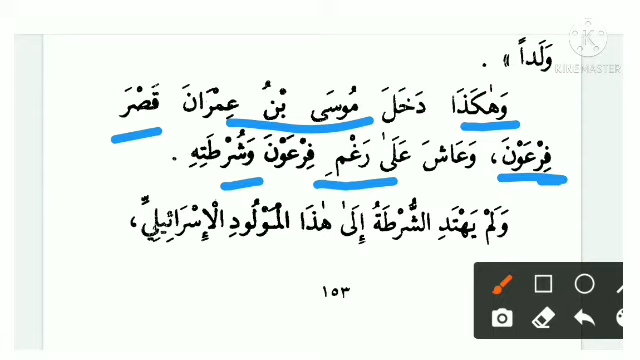 وَلَداً » .
KINEMASTER
وَهٰكَذَا دَخَلَ مُوسَى بْنُ عِمْرَانَ قَصْرَ
فِرْعَوْنَ ، وَعَاشَ عَلَىٰ رَغْمِ فِرْعَوْنَ وَشُرْطَتِهِ .
وَلَمْ يَهْتَدِ الشُّرْطَةُ إِلَىٰ هٰذَا الْمَوْلُودِ الْإِسْرَائِيلِيِّ ،
١٥٣